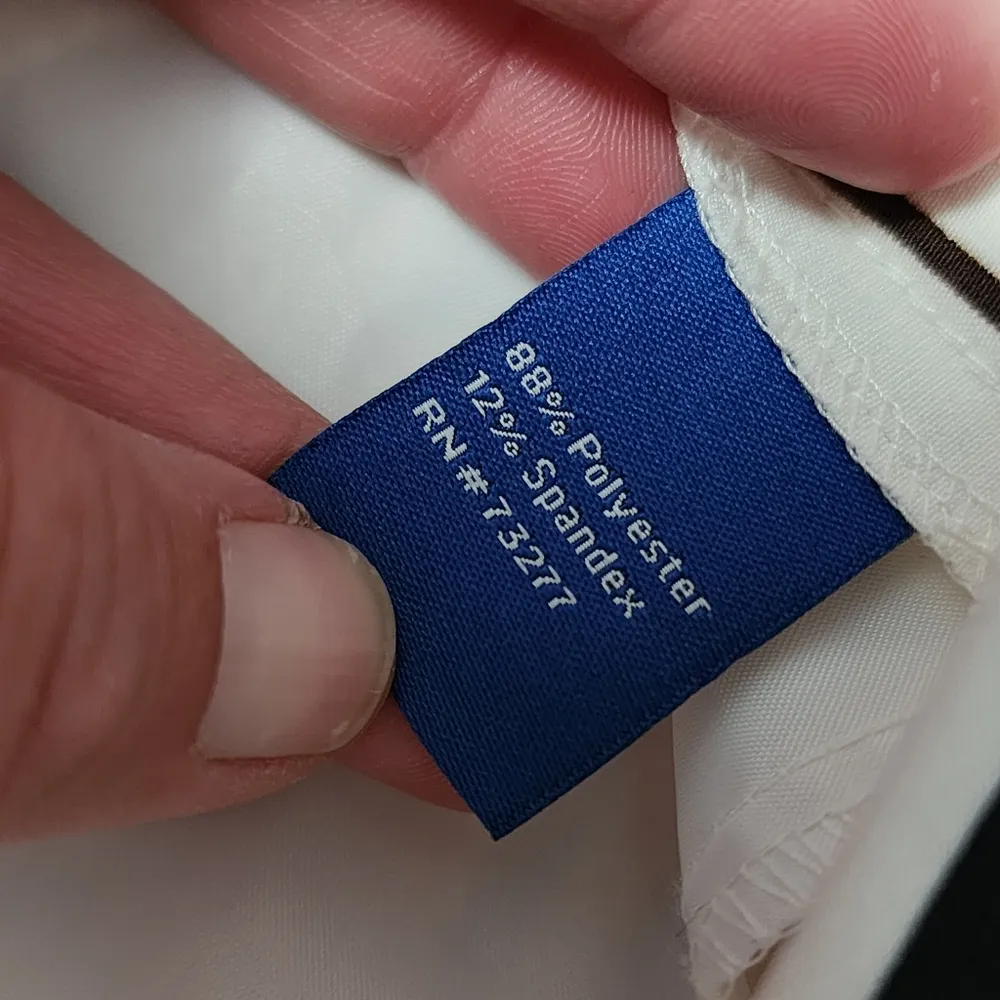 88% Polyester
12% Spandex
RN#73277